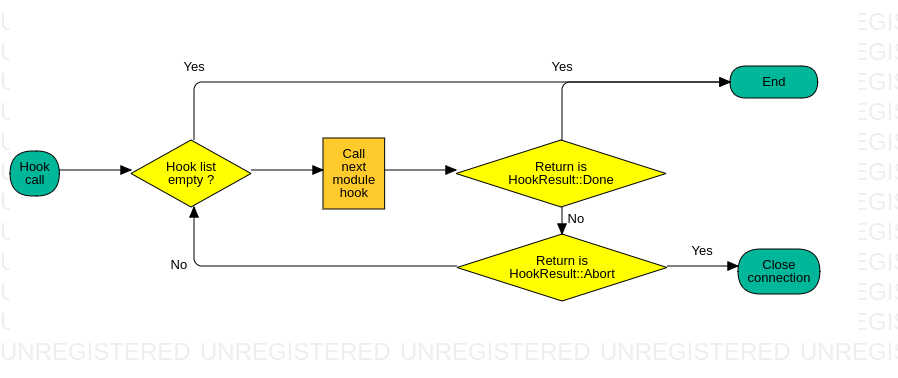 Yes
Yes
End
Hook
call
Hook list
empty ?
Call
next
module
hook
Return is
HookResult::Done
No
No
Return is
HookResult::Abort
Yes
Close
connection
UNREGISTERED UNREGISTERED UNREGISTERED UNREGISTERED UNREGIS